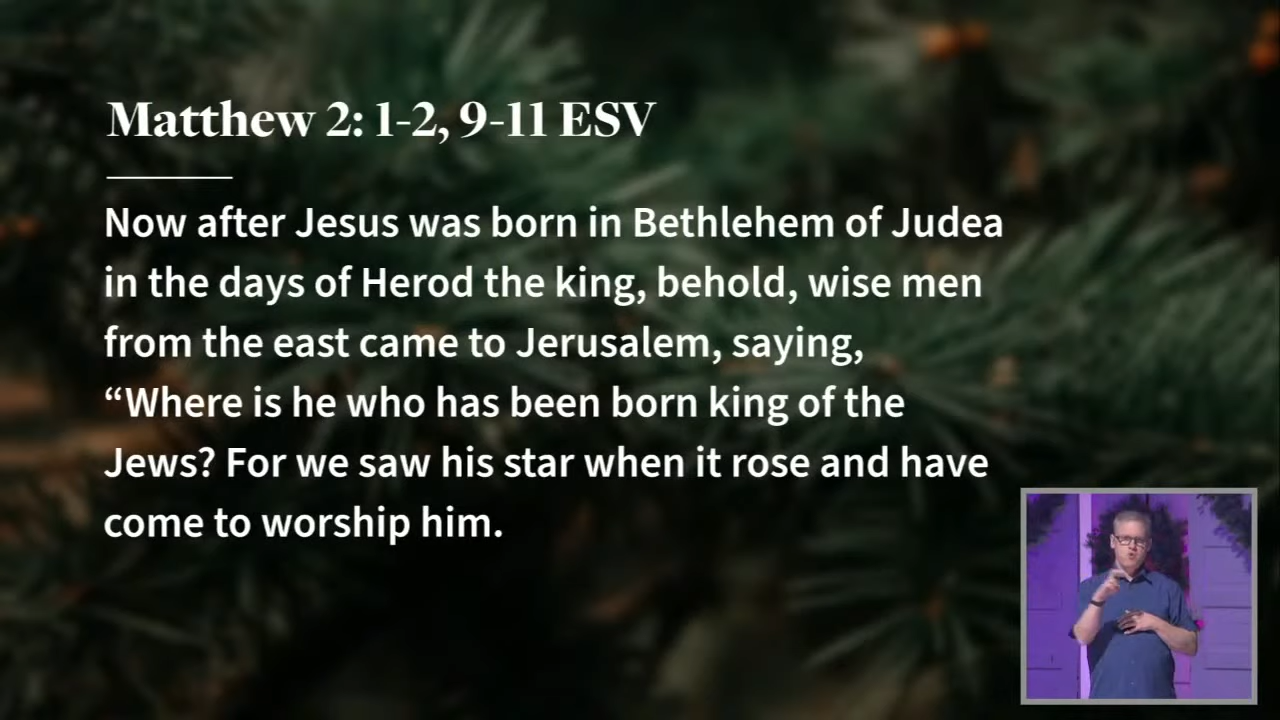 Matthew 2: 1-2, 9-11 ESV
Now after Jesus was born in Bethlehem of Judea
in the days of Herod the king, behold, wise men
from the east came to Jerusalem, saying,
“Where is he who has been born king of the
Jews? For we saw his star when it rose and have
come to worship him.